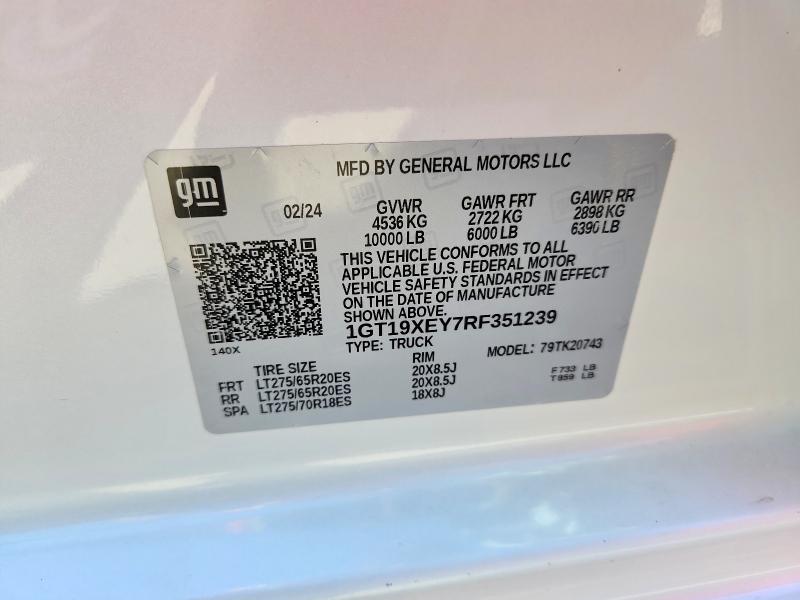 gm
MFD BY GENERAL MOTORS LLC
02/24
GVWR GAWR FRT GAWR RR
4536 KG 2722 KG 2898 KG
10000 LB 6000 LB 6390 LB
THIS VEHICLE CONFORMS TO ALL
APPLICABLE U.S. FEDERAL MOTOR
VEHICLE SAFETY STANDARDS IN EFFECT
ON THE DATE OF MANUFACTURE
SHOWN ABOVE.
1GT19XEY7RF351239
140X
TYPE: TRUCK MODEL: 79TK20743
TIRE SIZE RIM
FRT LT275/65R20ES 20X8.5J F 733 LB
RR LT275/65R20ES 20X8.5J T 859 LB
SPA LT275/70R18ES 18X8J